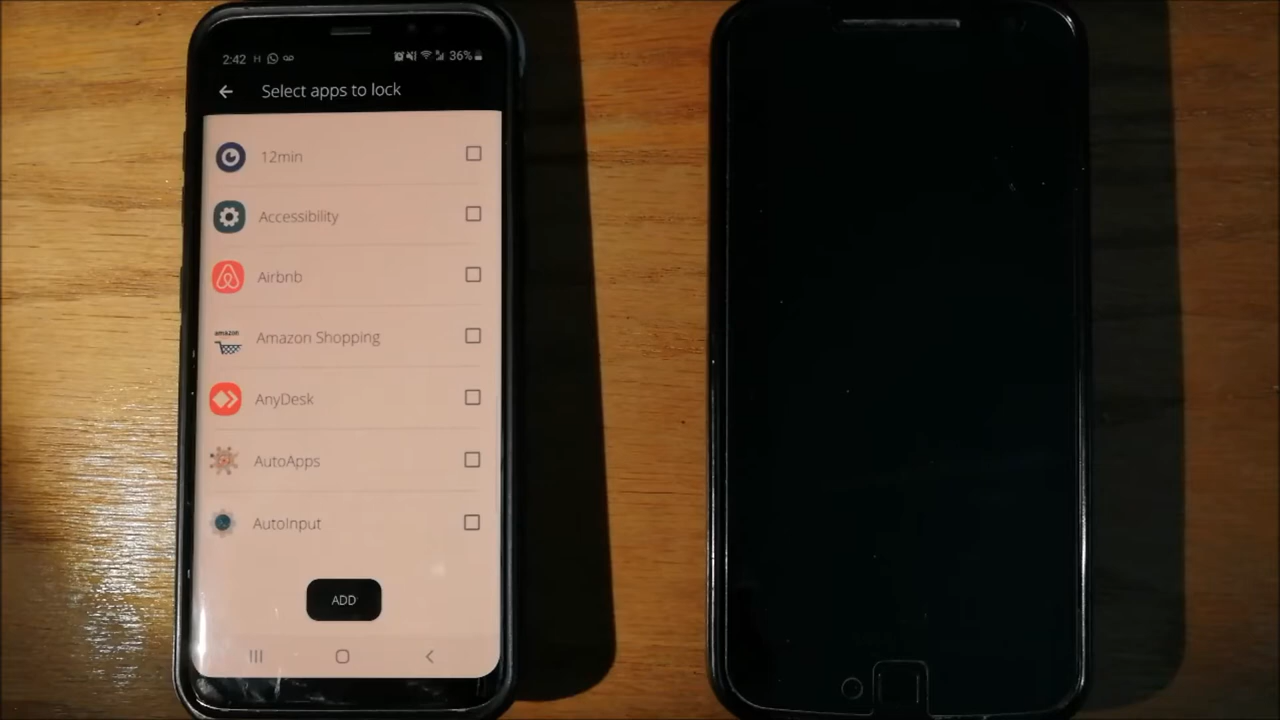 2:42 H 36%
Select apps to lock
12min
Accessibility
Airbnb
amazon
Amazon Shopping
AnyDesk
AutoApps
AutoInput
ADD